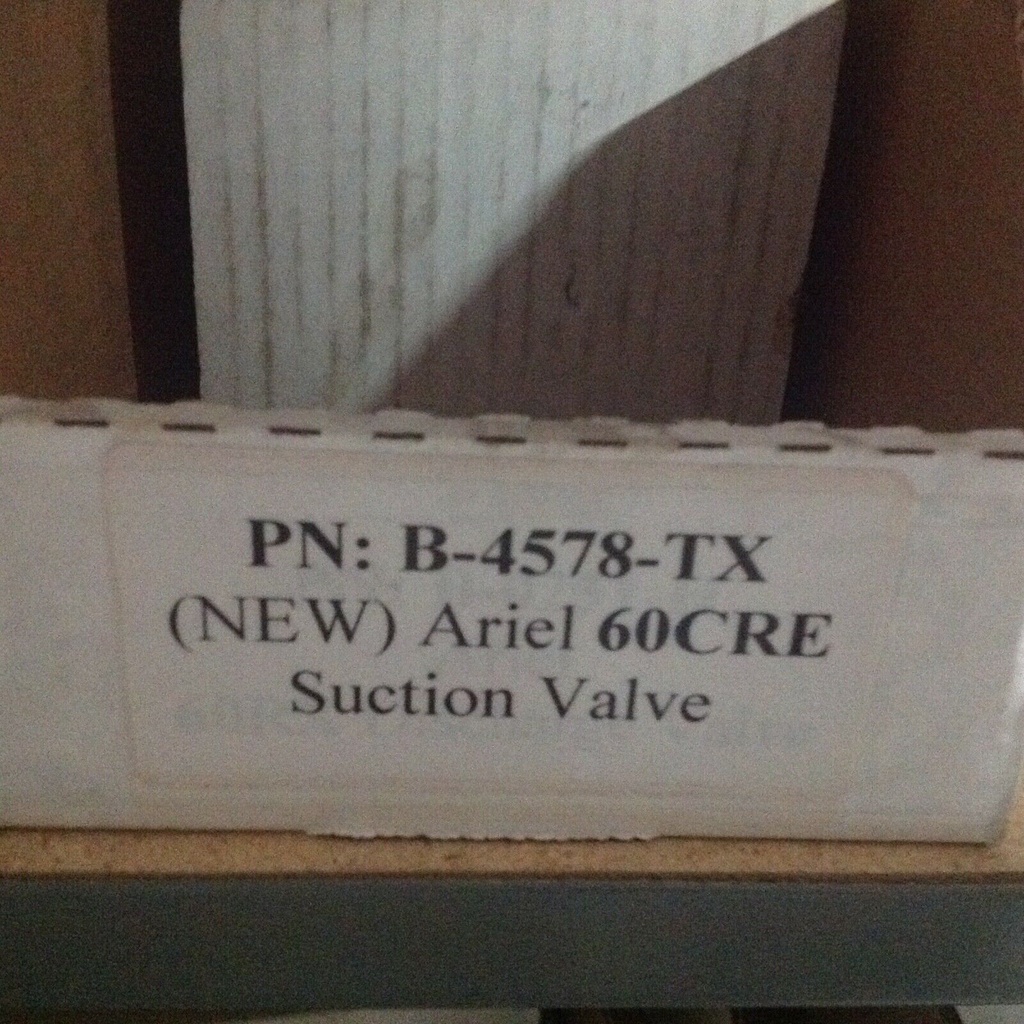 PN: B-4578-TX
(NEW) Ariel 60CRE
Suction Valve